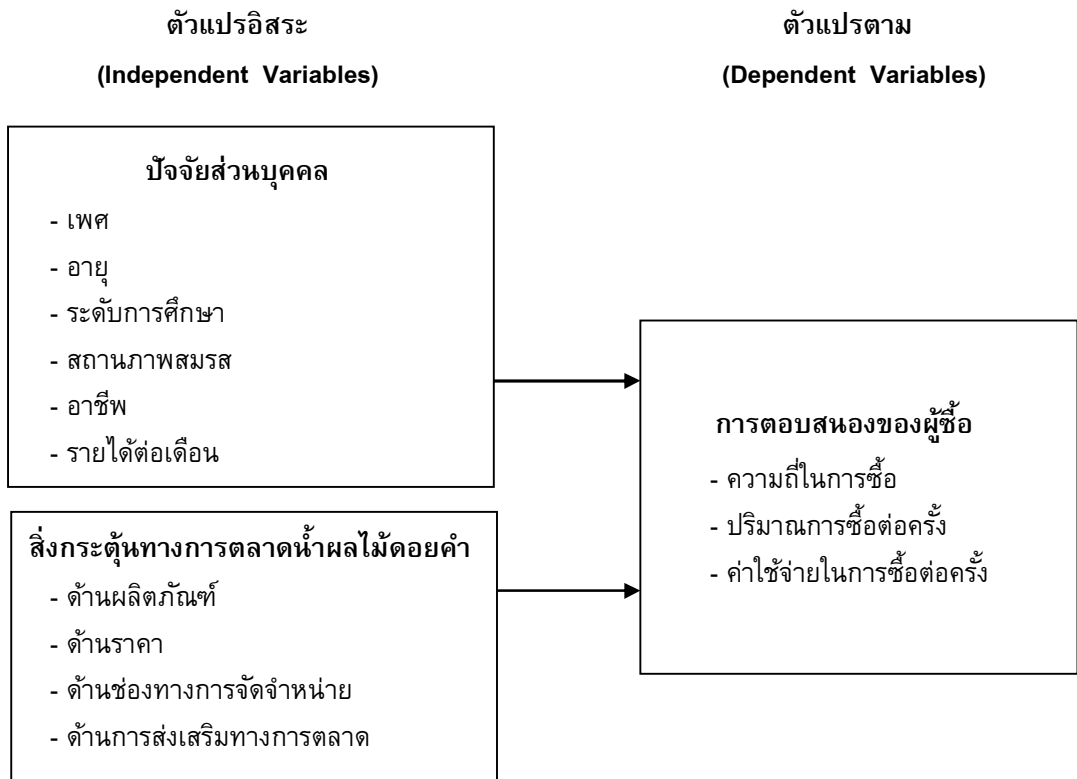 ตัวแปรอิสระ
(Independent Variables)
ตัวแปรตาม
(Dependent Variables)
ปัจจัยส่วนบุคคล
- เพศ
- อายุ
- ระดับการศึกษา
- สถานภาพสมรส
- อาชีพ
- รายได้ต่อเดือน
สิ่งกระตุ้นทางการตลาดน้ำผลไม้ดอยคำ
- ด้านผลิตภัณฑ์
- ด้านราคา
- ด้านช่องทางการจัดจำหน่าย
- ด้านการส่งเสริมทางการตลาด
การตอบสนองของผู้ซื้อ
- ความถี่ในการซื้อ
- ปริมาณการซื้อต่อครั้ง
- ค่าใช้จ่ายในการซื้อต่อครั้ง